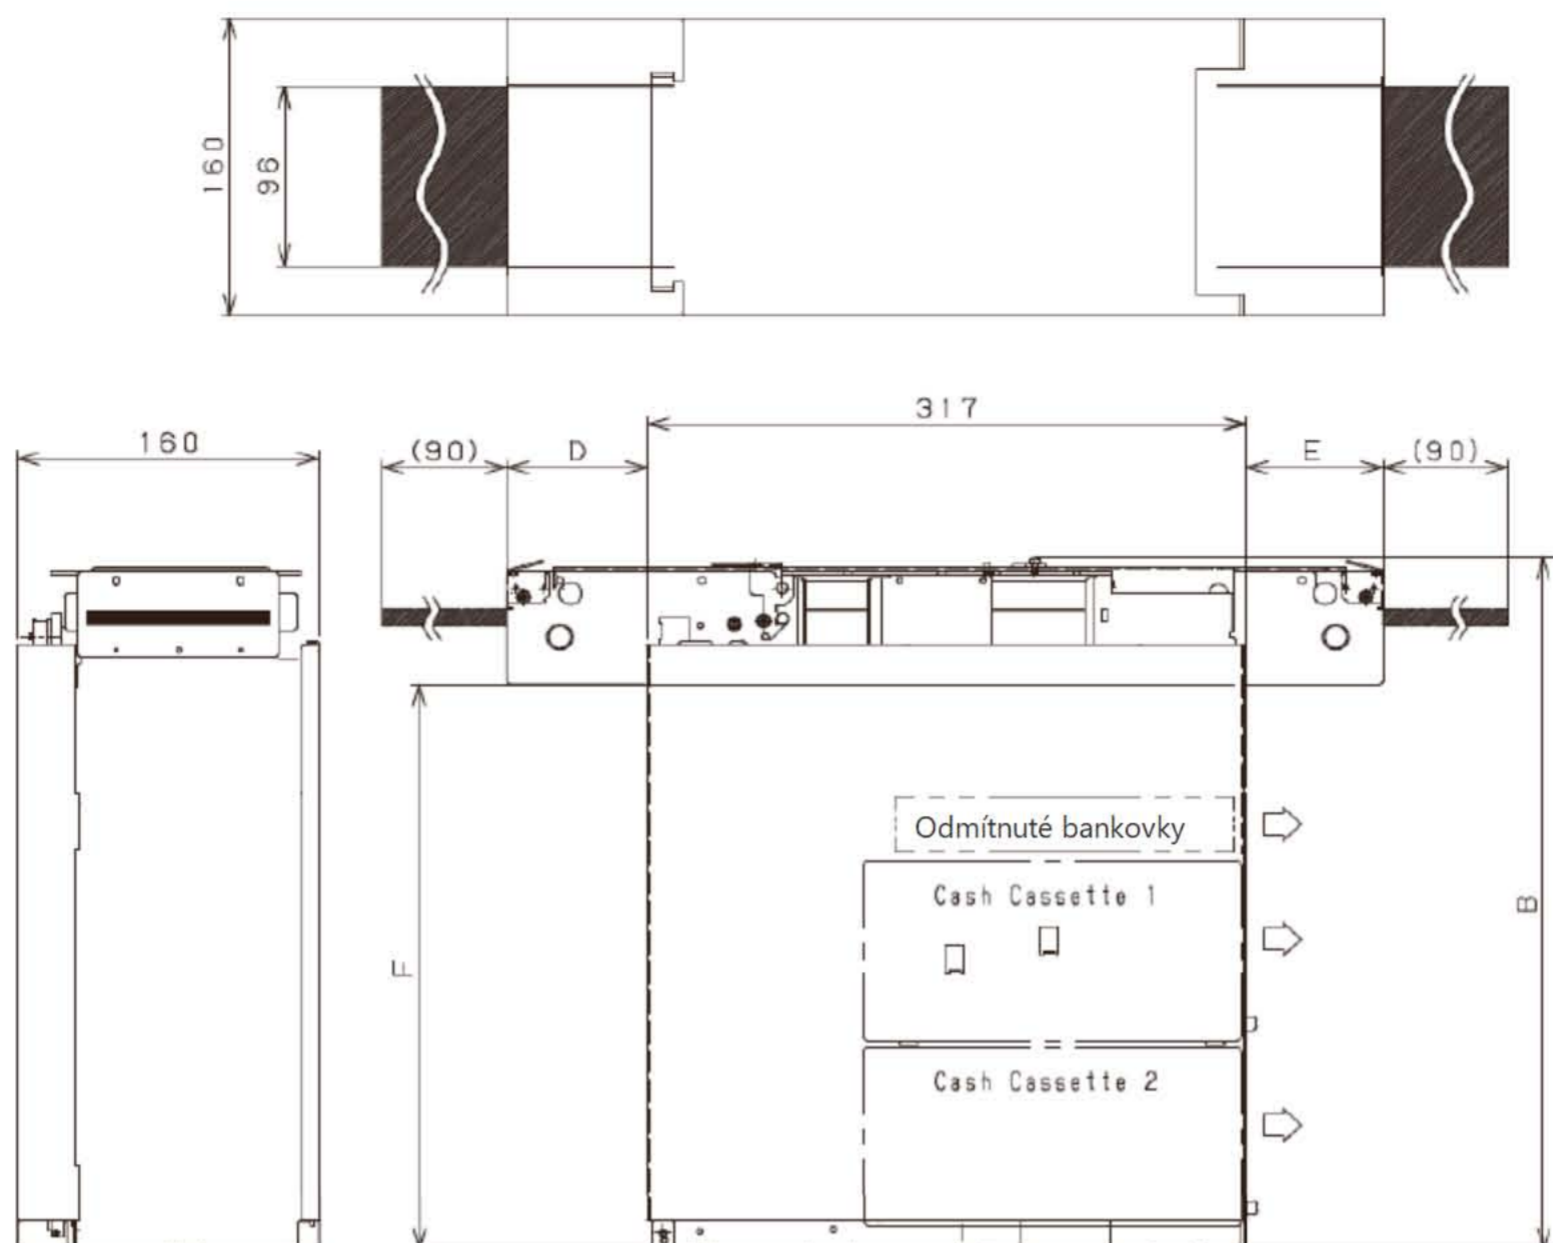 160
96
317
160
(90)
D
E
(90)
Odmítnuté bankovky
Cash Cassette 1
B
F
Cash Cassette 2